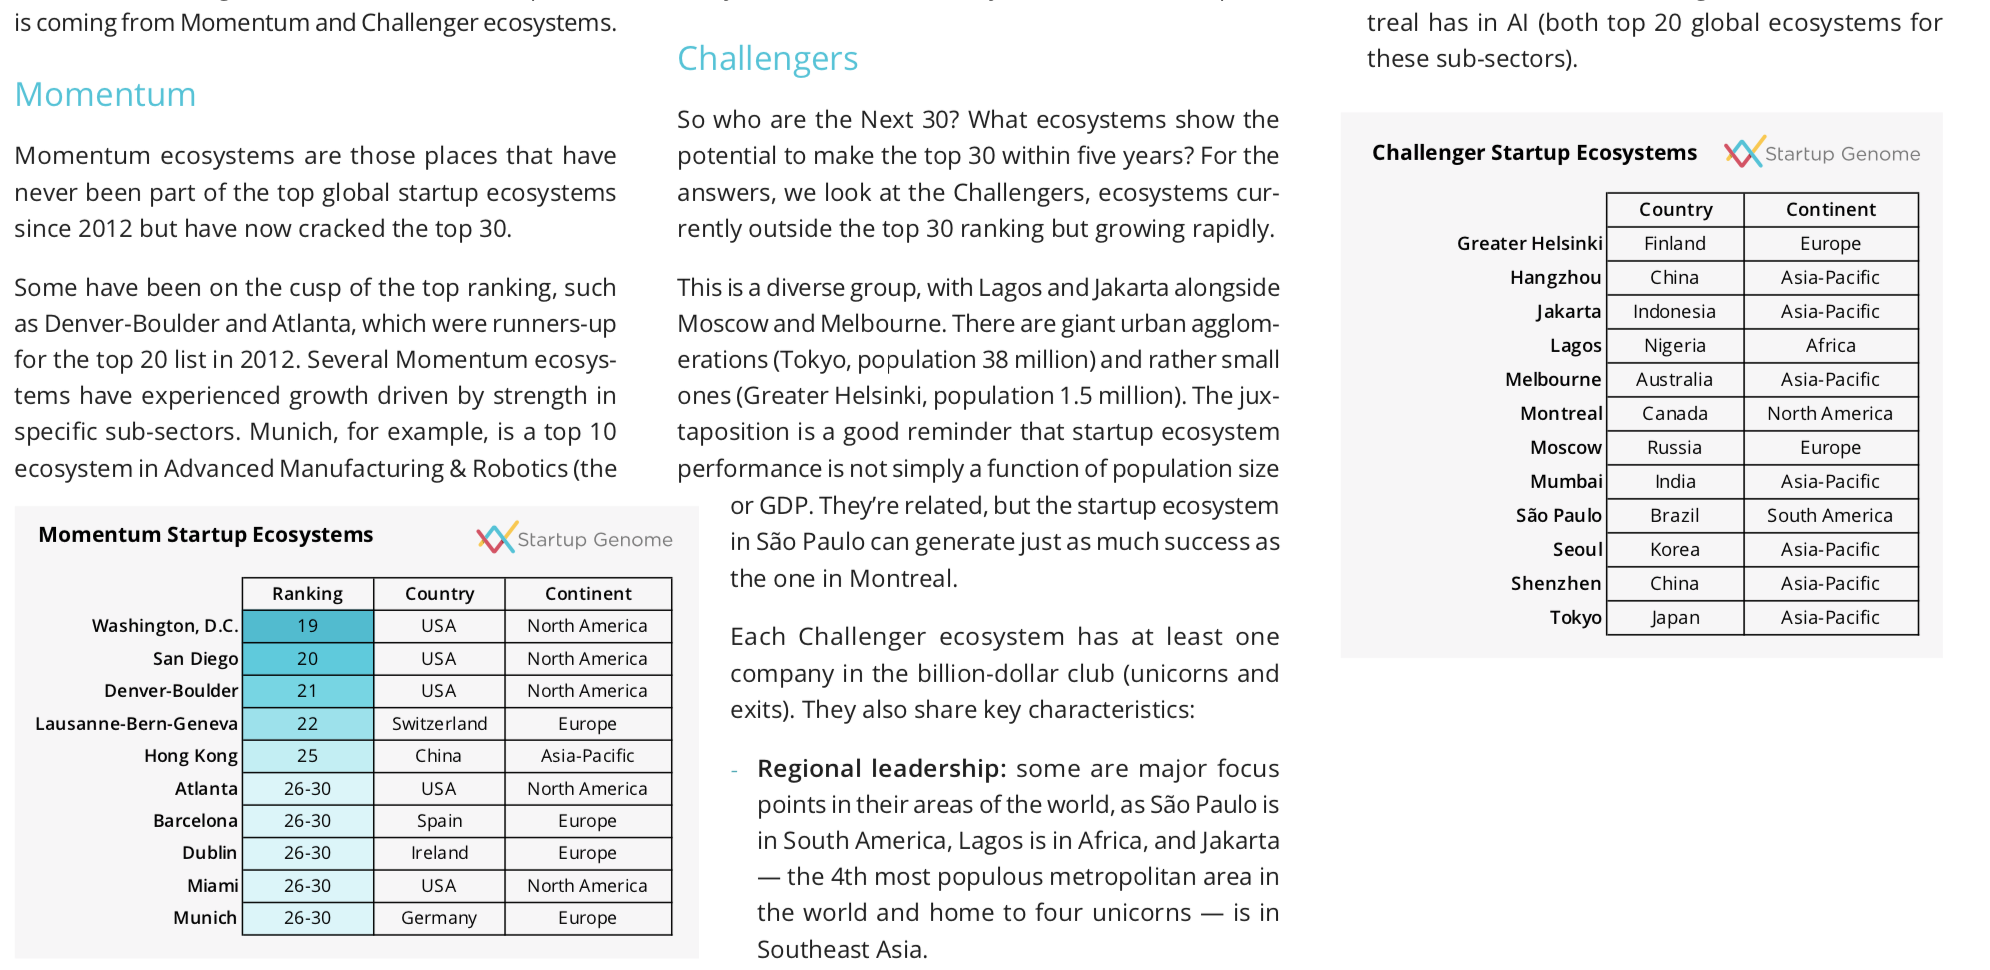 is coming from Momentum and Challenger ecosystems.
Momentum
Momentum ecosystems are those places that have
never been part of the top global startup ecosystems
since 2012 but have now cracked the top 30.
Some have been on the cusp of the top ranking, such
as Denver-Boulder and Atlanta, which were runners-up
for the top 20 list in 2012. Several Momentum ecosys-
tems have experienced growth driven by strength in
specific sub-sectors. Munich, for example, is a top 10
ecosystem in Advanced Manufacturing & Robotics (the
Momentum Startup Ecosystems Startup Genome
Ranking Country Continent
Washington, D.C. 19 USA North America
San Diego 20 USA North America
Denver-Boulder 21 USA North America
Lausanne-Bern-Geneva 22 Switzerland Europe
Hong Kong 25 China Asia-Pacific
Atlanta 26-30 USA North America
Barcelona 26-30 Spain Europe
Dublin 26-30 Ireland Europe
Miami 26-30 USA North America
Munich 26-30 Germany Europe
Challengers
So who are the Next 30? What ecosystems show the
potential to make the top 30 within five years? For the
answers, we look at the Challengers, ecosystems cur-
rently outside the top 30 ranking but growing rapidly.
This is a diverse group, with Lagos and Jakarta alongside
Moscow and Melbourne. There are giant urban agglom-
erations (Tokyo, population 38 million) and rather small
ones (Greater Helsinki, population 1.5 million). The jux-
taposition is a good reminder that startup ecosystem
performance is not simply a function of population size
or GDP. They’re related, but the startup ecosystem
in São Paulo can generate just as much success as
the one in Montreal.
Each Challenger ecosystem has at least one
company in the billion-dollar club (unicorns and
exits). They also share key characteristics:
- Regional leadership: some are major focus
points in their areas of the world, as São Paulo is
in South America, Lagos is in Africa, and Jakarta
— the 4th most populous metropolitan area in
the world and home to four unicorns — is in
Southeast Asia.
treal has in AI (both top 20 global ecosystems for
these sub-sectors).
Challenger Startup Ecosystems Startup Genome
Country Continent
Greater Helsinki Finland Europe
Hangzhou China Asia-Pacific
Jakarta Indonesia Asia-Pacific
Lagos Nigeria Africa
Melbourne Australia Asia-Pacific
Montreal Canada North America
Moscow Russia Europe
Mumbai India Asia-Pacific
São Paulo Brazil South America
Seoul Korea Asia-Pacific
Shenzhen China Asia-Pacific
Tokyo Japan Asia-Pacific